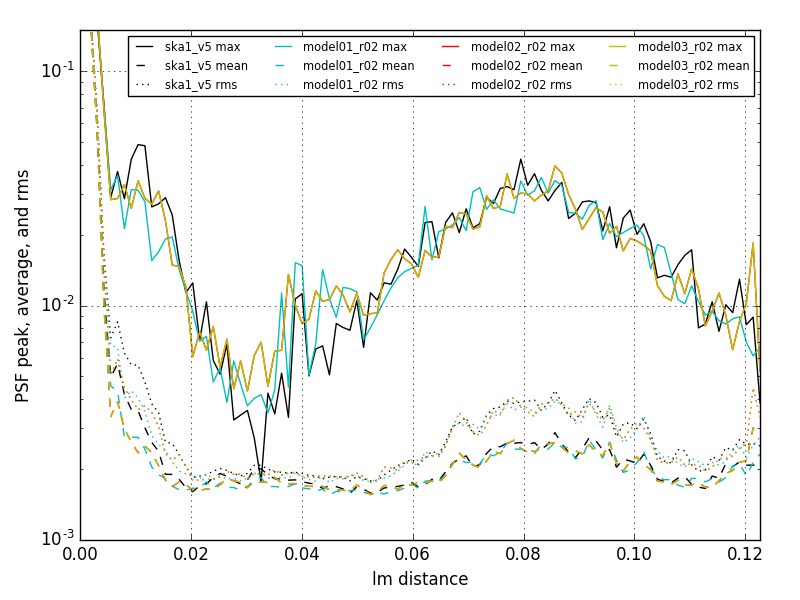 ska1_v5 max model01_r02 max model02_r02 max model03_r02 max
ska1_v5 mean model01_r02 mean model02_r02 mean model03_r02 mean
ska1_v5 rms model01_r02 rms model02_r02 rms model03_r02 rms
10⁻¹
10⁻²
10⁻³
PSF peak, average, and rms
0.00 0.02 0.04 0.06 0.08 0.10 0.12
lm distance